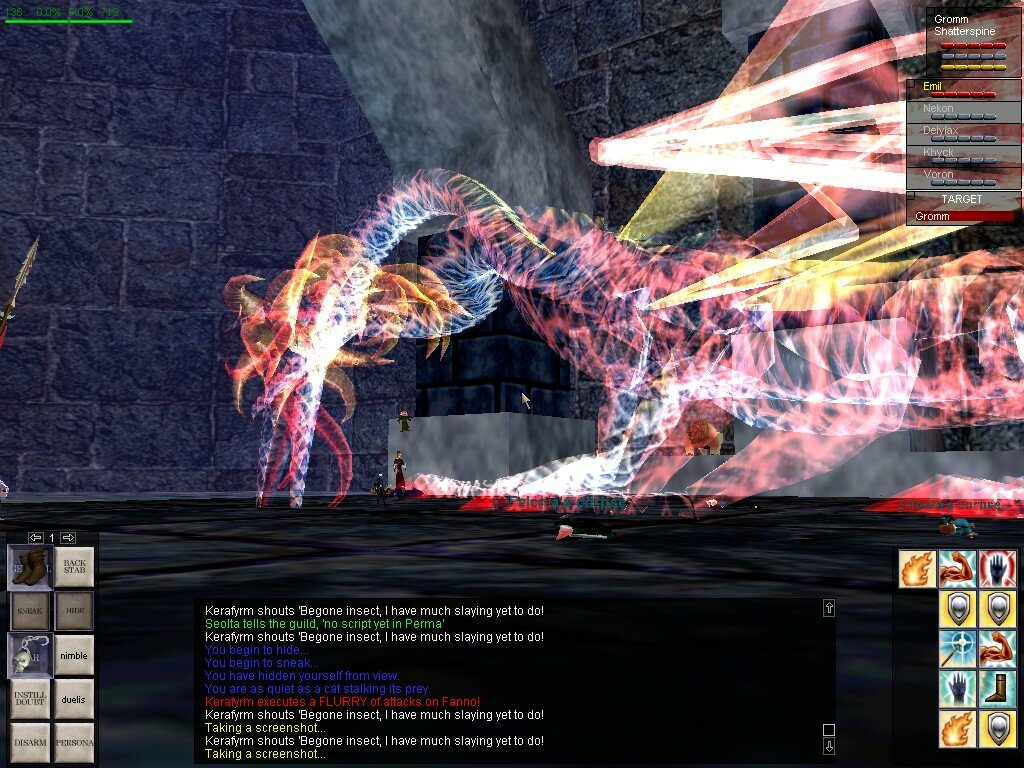 Gromm
Shatterspine
Emil
Nekon
Delylax
Khyck
Yoron
TARGET
Gromm
1
BACK STAB
SNEAK
HIDE
nimble
INSTILL DOUBT
duelis
DISARM
PERSONA
Kerafyrm shouts 'Begone insect, I have much slaying yet to do!
Seolta tells the guild, 'no script yet in Perma'
Kerafyrm shouts 'Begone insect, I have much slaying yet to do!
You begin to hide...
You begin to sneak...
You have hidden yourself from view.
You are as quiet as a cat stalking its prey.
Kerafyrm executes a FLURRY of attacks on Fanno!
Kerafyrm shouts 'Begone insect, I have much slaying yet to do!
Taking a screenshot...
Kerafyrm shouts 'Begone insect, I have much slaying yet to do!
Taking a screenshot...